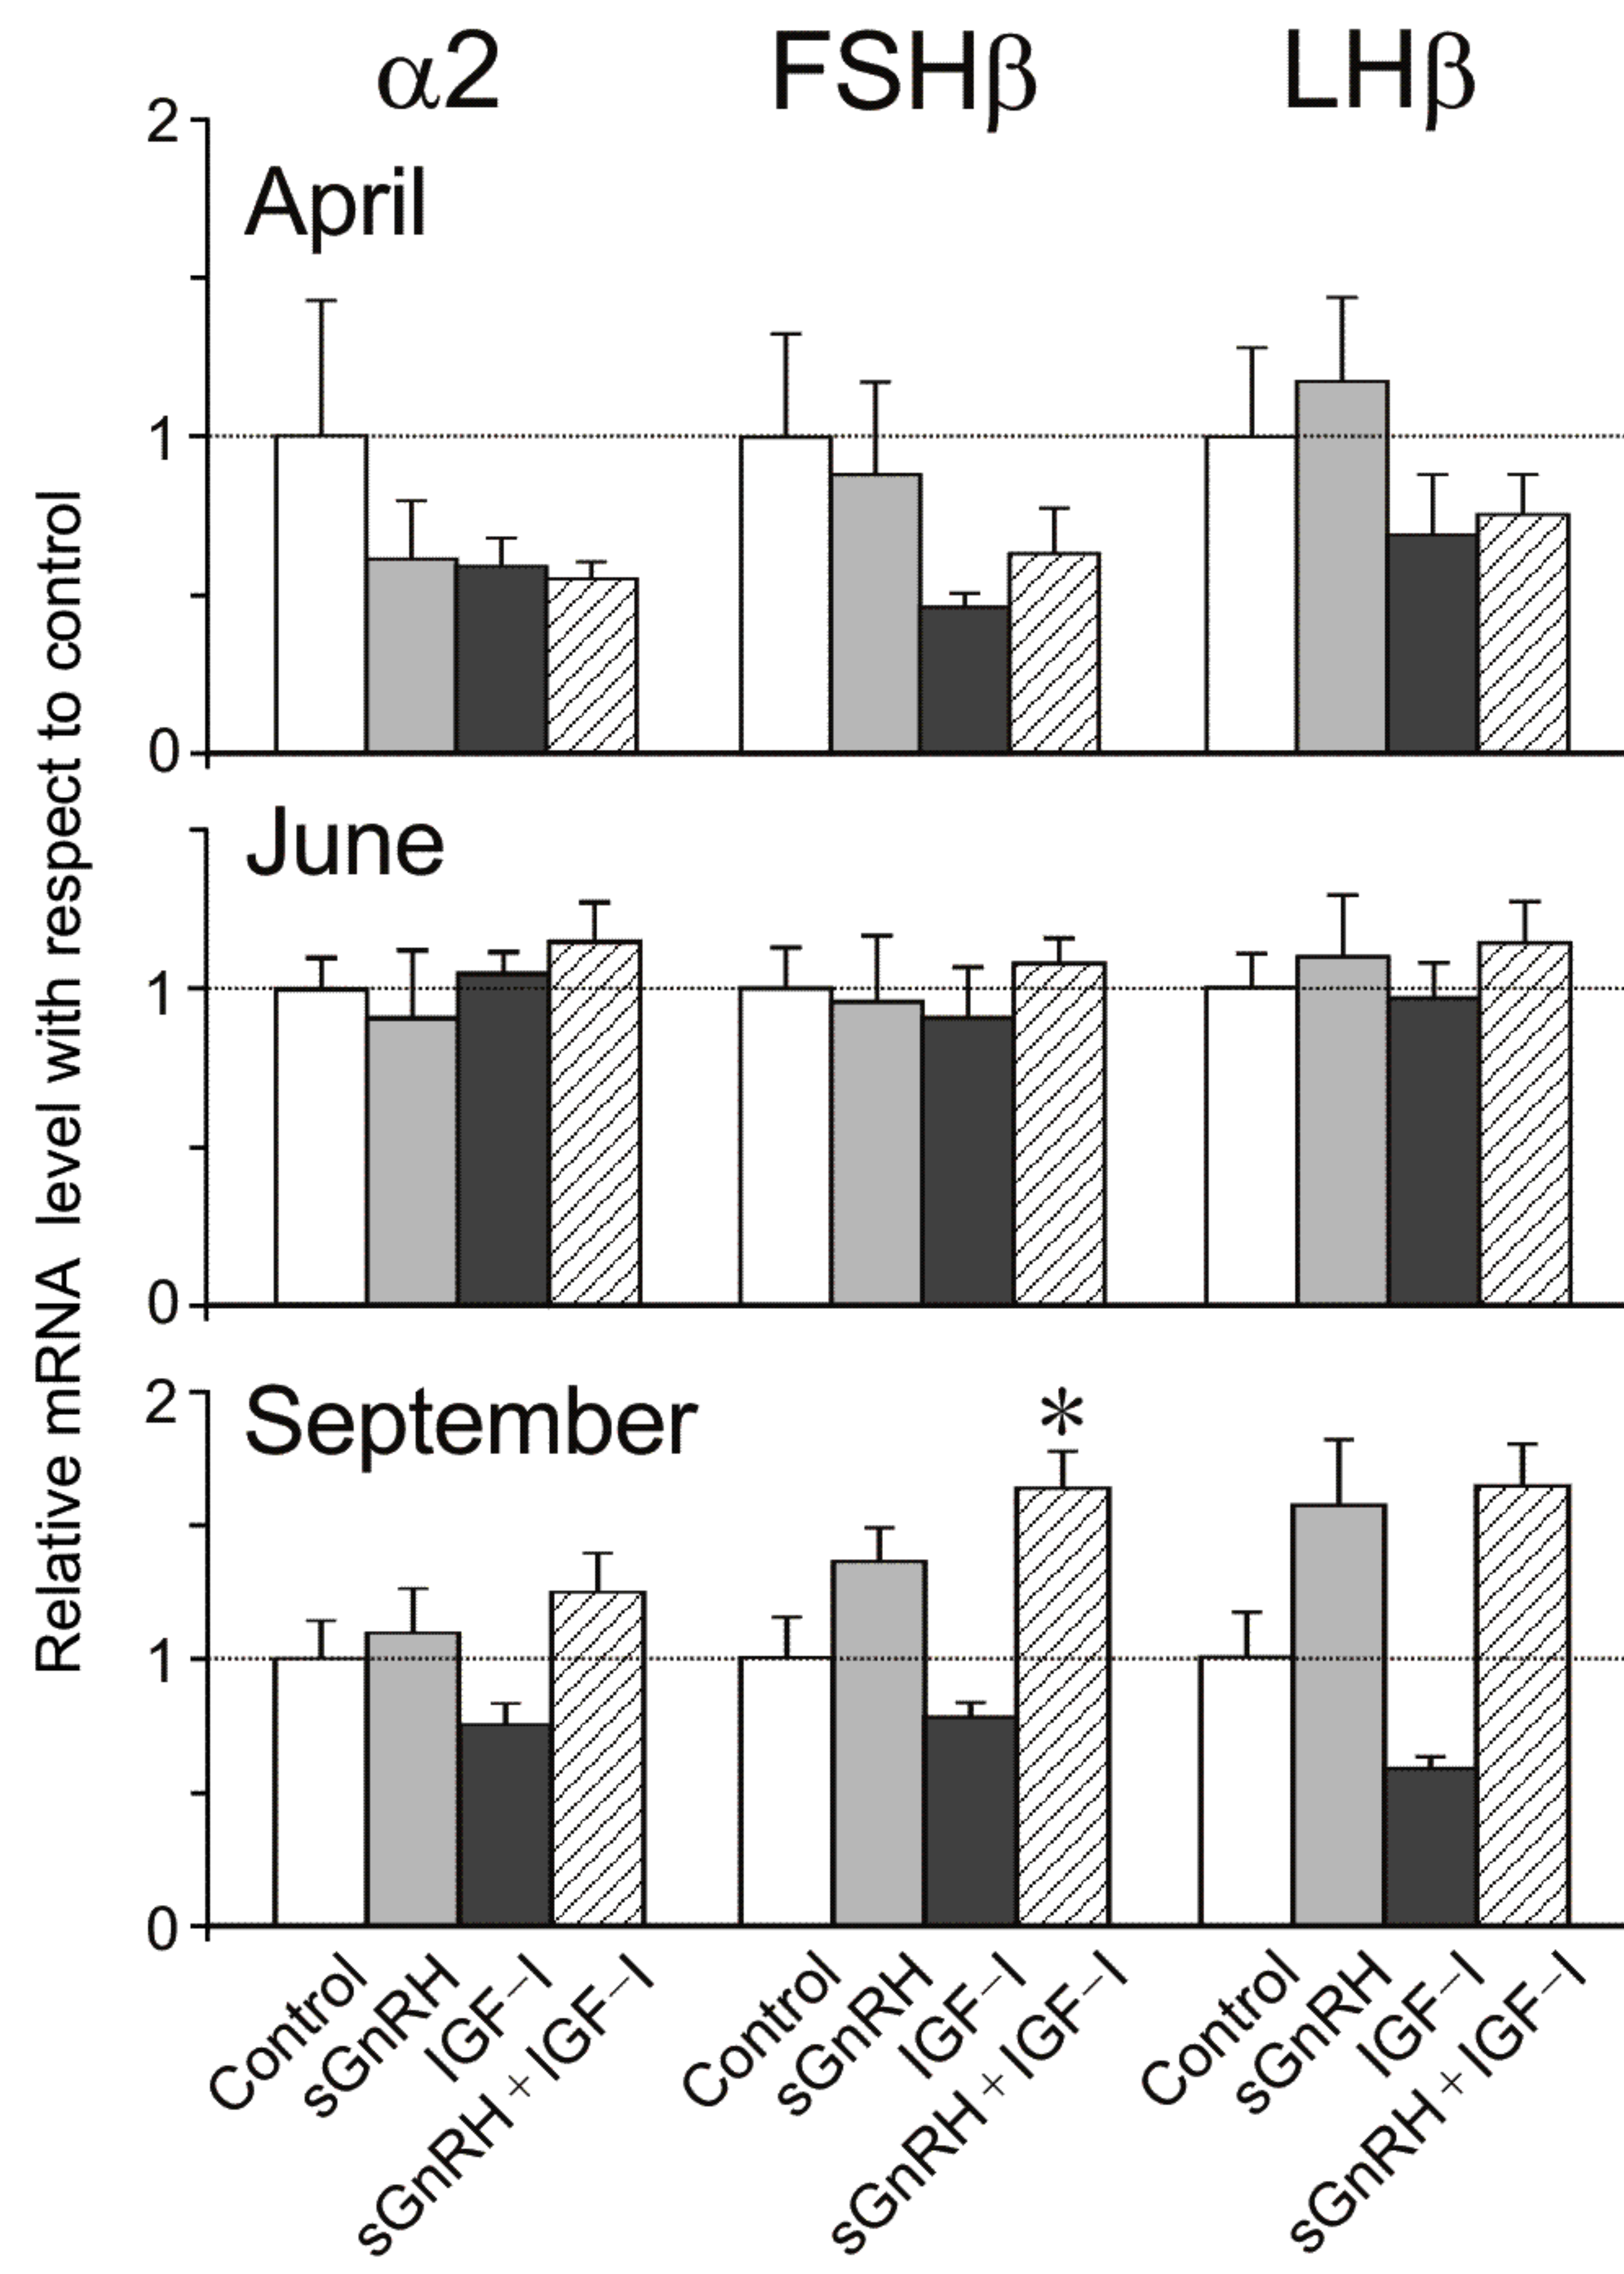 α2 FSHβ LHβ
Relative mRNA level with respect to control
2
April
1
0
June
1
0
2
September
*
1
0
Control sGnRH IGF–I sGnRH + IGF–I Control sGnRH IGF–I sGnRH + IGF–I Control sGnRH IGF–I sGnRH + IGF–I